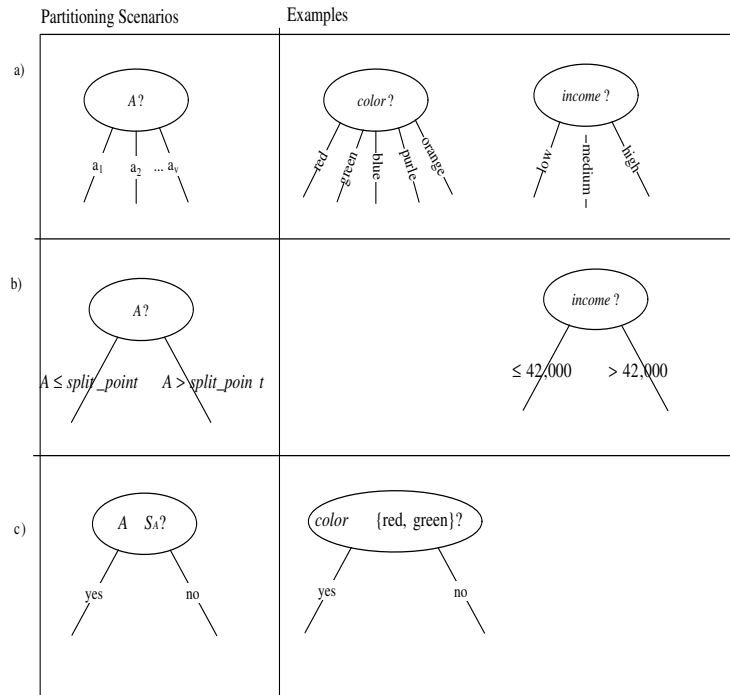 Partitioning Scenarios
Examples
a)
A?
a1
a2
... av
color?
red
green
blue
purle
orange
income?
low
medium
high
b)
A?
A ≤ split_point
A > split_poin t
income?
≤ 42,000
> 42,000
c)
A SA?
yes
no
color {red, green}?
yes
no